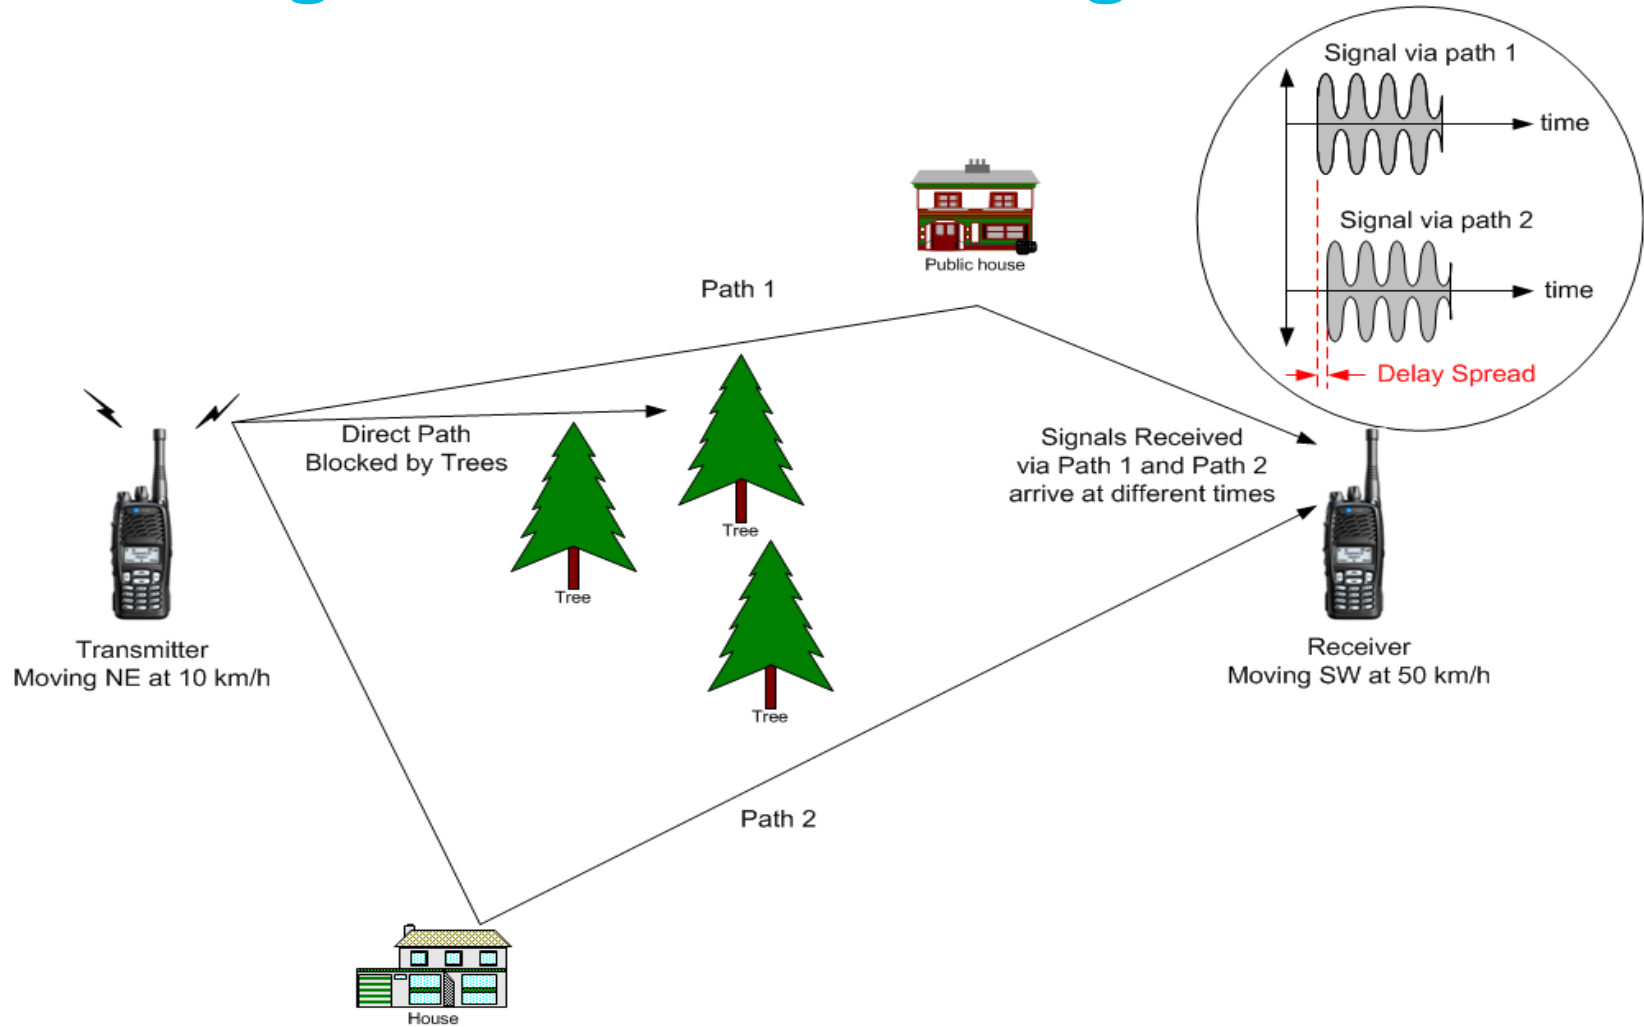 Signal via path 1
time
Signal via path 2
time
Delay Spread
Public house
Path 1
Direct Path
Blocked by Trees
Signals Received
via Path 1 and Path 2
arrive at different times
Tree
Tree
Tree
Transmitter
Moving NE at 10 km/h
Receiver
Moving SW at 50 km/h
Path 2
House